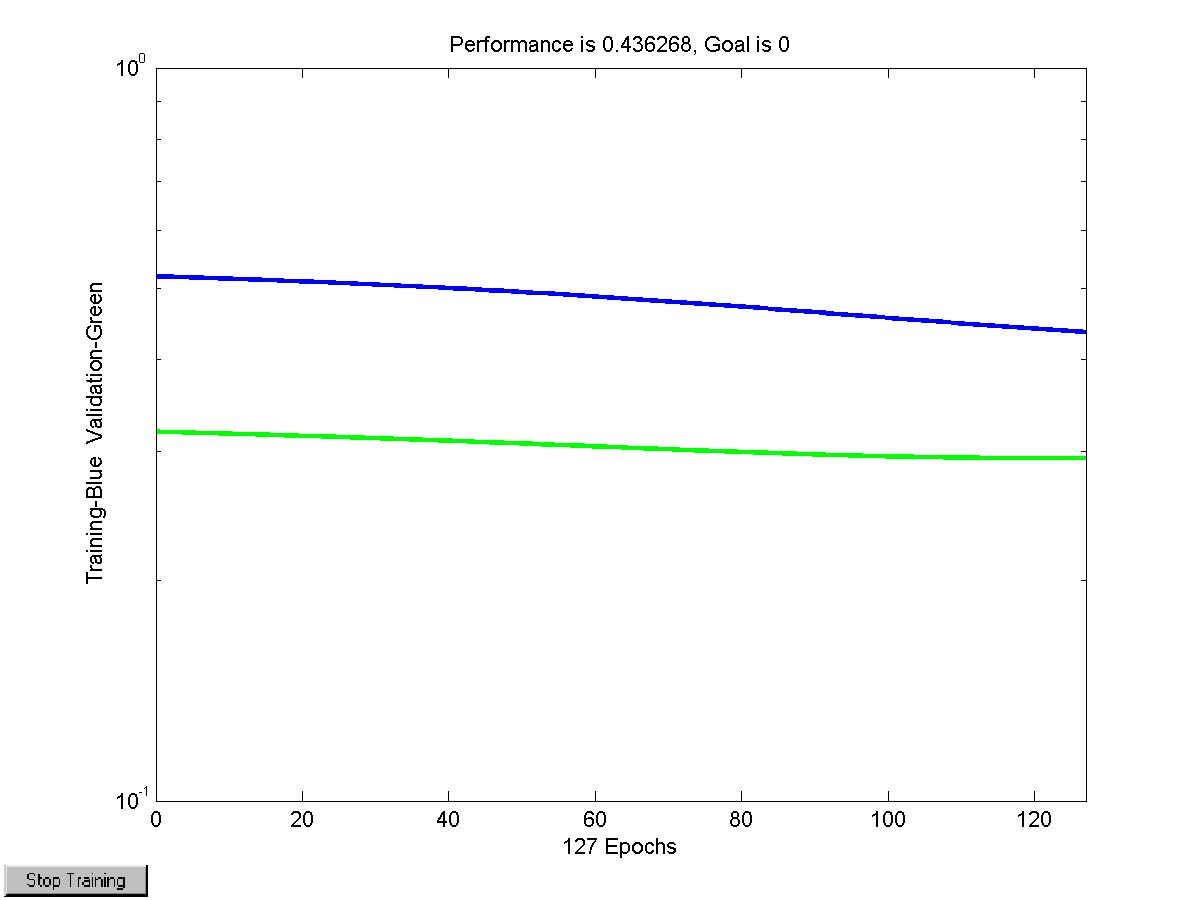 Performance is 0.436268, Goal is 0
10^0
Training-Blue  Validation-Green
10^-1
0 20 40 60 80 100 120
127 Epochs
Stop Training